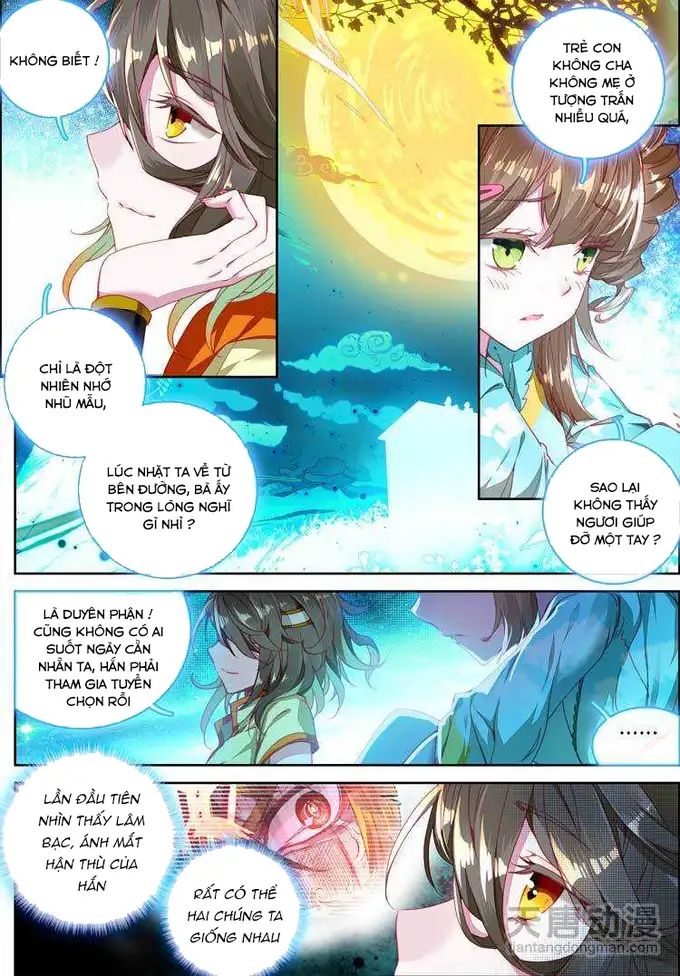 TRẺ CON
KHÔNG CHA
KHÔNG MẸ Ở
TƯỢNG TRẤN
NHIỀU QUÁ,
KHÔNG BIẾT !
CHỈ LÀ ĐỘT
NHIÊN NHỚ
NHŨ MẪU,
LÚC NHẶT TA VỀ TỪ
BÊN ĐƯỜNG, BÀ ẤY
TRONG LÒNG NGHĨ
GÌ NHỈ ?
SAO LẠI
KHÔNG THẤY
NGƯƠI GIÚP
ĐỠ MỘT TAY ?
LÀ DUYÊN PHẬN !
CŨNG KHÔNG CÓ AI
SUỐT NGÀY CẰN
NHẰN TA, HẮN PHẢI
THAM GIA TUYỂN
CHỌN RỒI
......
LẦN ĐẦU TIÊN
NHÌN THẤY LÂM
BẠC, ÁNH MẮT
HẬN THÙ CỦA
HẮN
RẤT CÓ THỂ
HAI CHÚNG TA
GIỐNG NHAU
天唐动漫
tiantangdongman.com